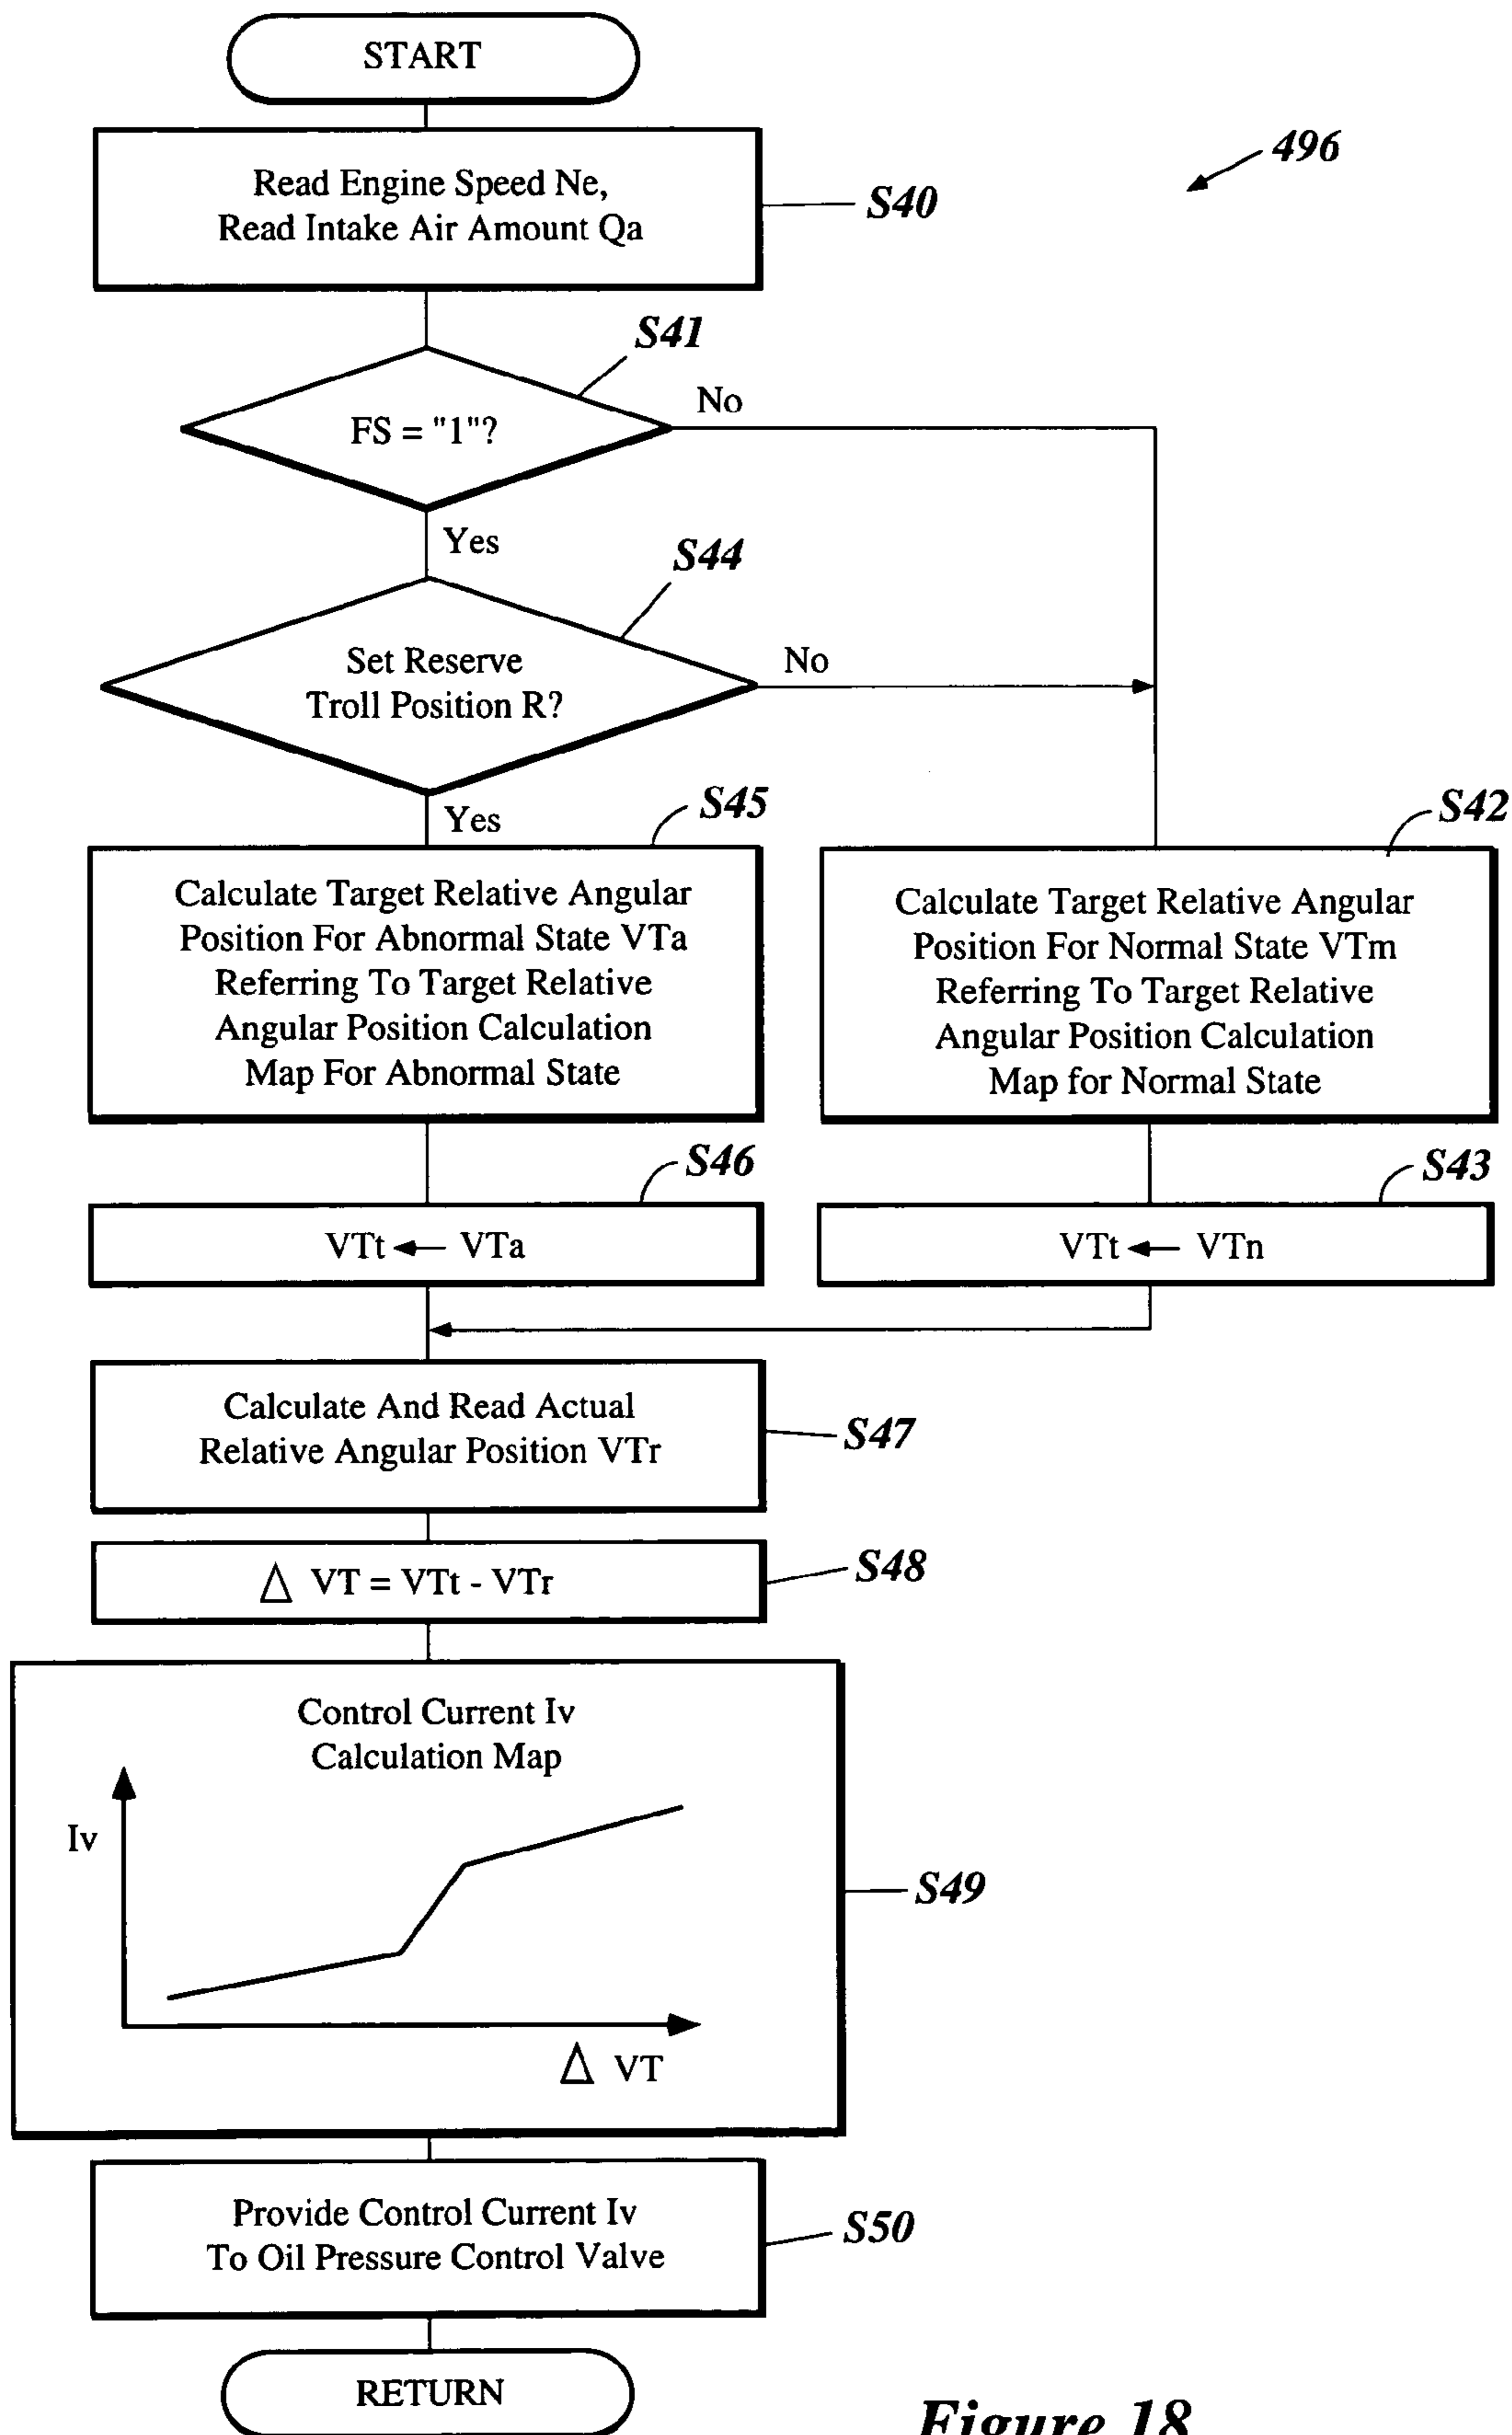 START
496
Read Engine Speed Ne,
Read Intake Air Amount Qa
S40
S41
FS = "1"?
No
Yes
S44
Set Reserve
Troll Position R?
No
Yes
S45
Calculate Target Relative Angular
Position For Abnormal State VTa
Referring To Target Relative
Angular Position Calculation
Map For Abnormal State
S42
Calculate Target Relative Angular
Position For Normal State VTm
Referring To Target Relative
Angular Position Calculation
Map for Normal State
S46
VTt ← VTa
S43
VTt ← VTn
Calculate And Read Actual
Relative Angular Position VTr
S47
Δ VT = VTt - VTr
S48
Control Current Iv
Calculation Map
Iv
Δ VT
S49
Provide Control Current Iv
To Oil Pressure Control Valve
S50
RETURN
Figure 18